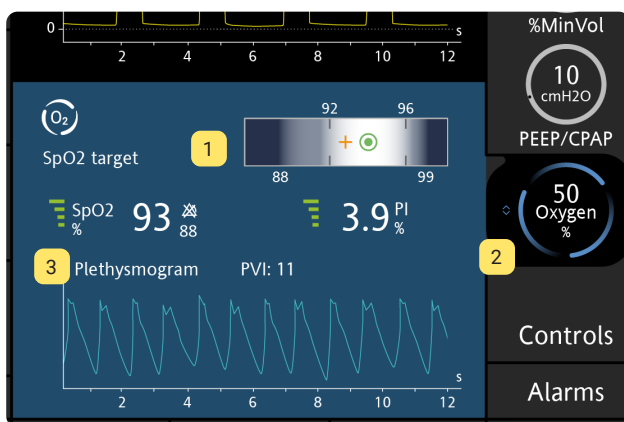 0
s
2 4 6 8 10 12
%MinVol
10
cmH2O
PEEP/CPAP
O2
SpO2 target
1
92 96
88 99
50
Oxygen
%
2
SpO2
%
93
88
3.9
PI
%
3
Plethysmogram PVI: 11
s
2 4 6 8 10 12
Controls
Alarms